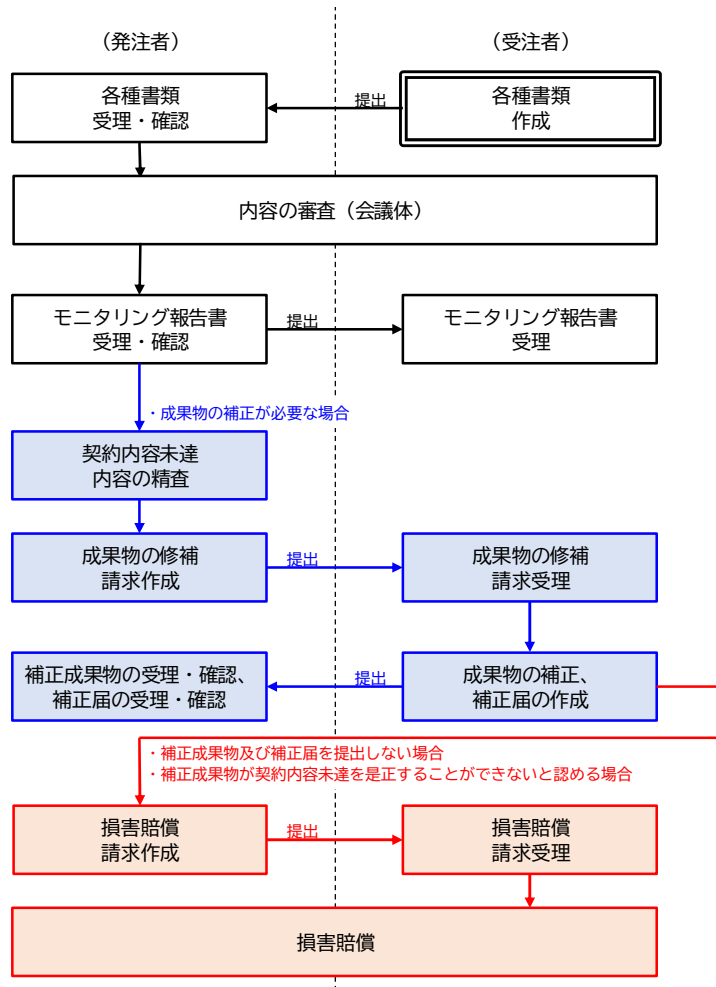 （発注者）
（受注者）
各種書類
受理・確認
提出
各種書類
作成
内容の審査（会議体）
モニタリング報告書
受理・確認
提出
モニタリング報告書
受理
・成果物の補正が必要な場合
契約内容未達
内容の精査
成果物の修補
請求作成
提出
成果物の修補
請求受理
補正成果物の受理・確認、
補正届の受理・確認
提出
成果物の補正、
補正届の作成
・補正成果物及び補正届を提出しない場合
・補正成果物が契約内容未達を是正することができないと認める場合
損害賠償
請求作成
提出
損害賠償
請求受理
損害賠償